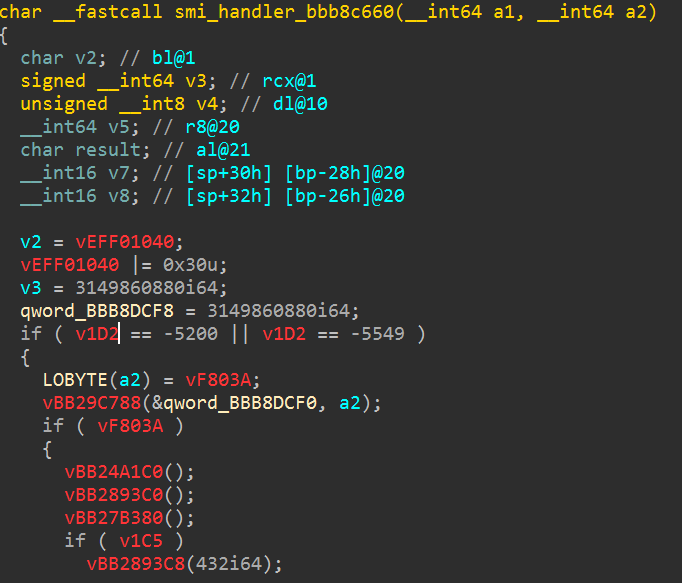 char __fastcall smi_handler_bbb8c660(__int64 a1, __int64 a2)
{
char v2; // bl@1
signed __int64 v3; // rcx@1
unsigned __int8 v4; // dl@10
__int64 v5; // r8@20
char result; // al@21
__int16 v7; // [sp+30h] [bp-28h]@20
__int16 v8; // [sp+32h] [bp-26h]@20
v2 = vEFF01040;
vEFF01040 |= 0x30u;
v3 = 3149860880i64;
qword_BBB8DCF8 = 3149860880i64;
if ( v1D2 == -5200 || v1D2 == -5549 )
{
LOBYTE(a2) = vF803A;
vBB29C788(&qword_BBB8DCF0, a2);
if ( vF803A )
{
vBB24A1C0();
vBB2893C0();
vBB27B380();
if ( v1C5 )
vBB2893C8(432i64);